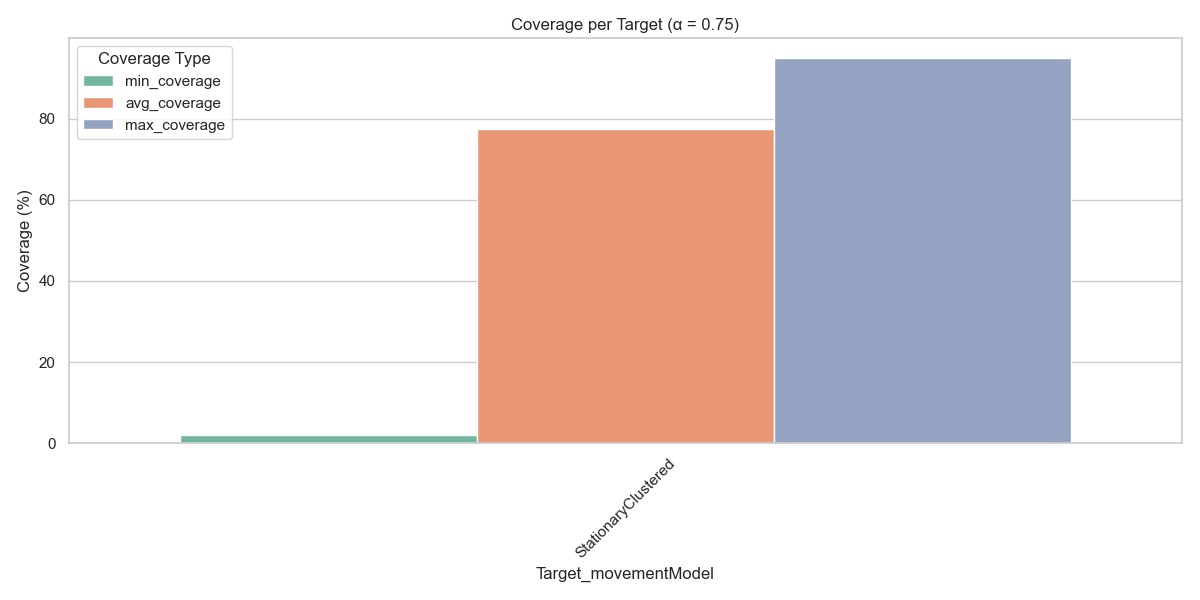 Coverage per Target (α = 0.75)
Coverage Type
min_coverage
avg_coverage
max_coverage
Coverage (%)
80
60
40
20
0
StationaryClustered
Target_movementModel